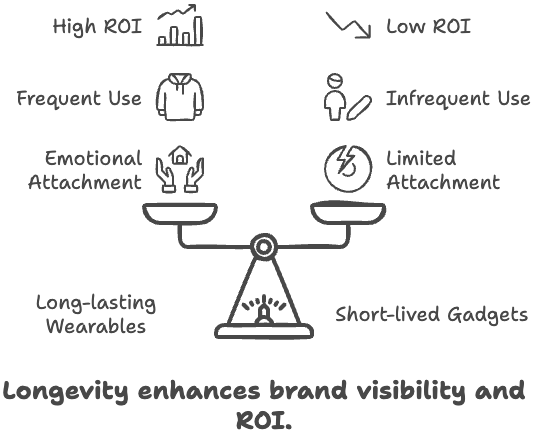 High ROI
Low ROI
Frequent Use
Infrequent Use
Emotional
Attachment
Limited
Attachment
Long-lasting
Wearables
Short-lived Gadgets
Longevity enhances brand visibility and
ROI.